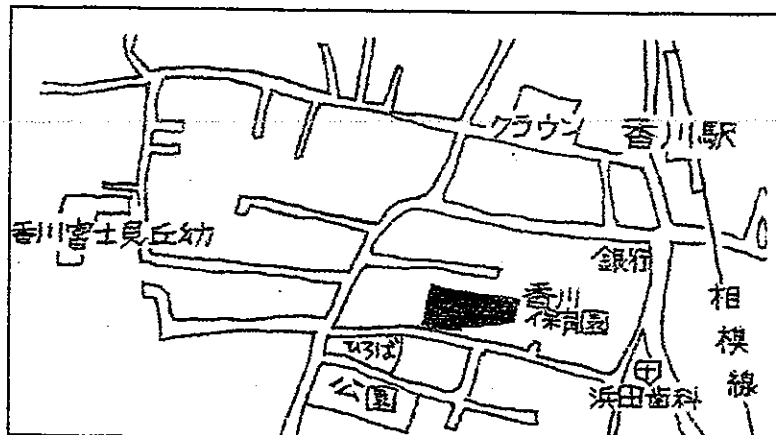 クラウン
香川駅
香川富士見丘幼
銀行
香川
保育園
相模線
ひろば
公園
浜田歯科